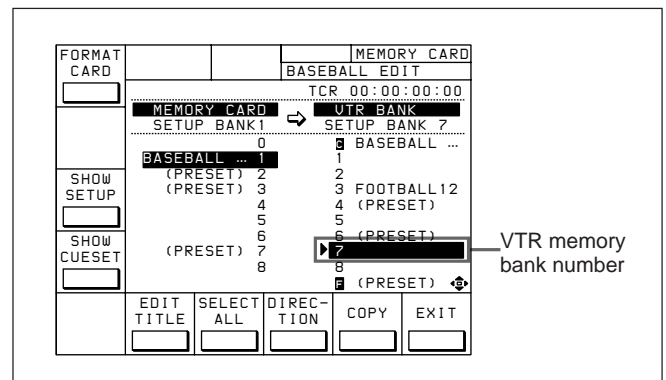 MEMORY CARD
FORMAT CARD
BASEBALL EDIT
TCR 00:00:00:00
MEMORY CARD ⇨ VTR BANK
SETUP BANK1 SETUP BANK 7
0 C BASEBALL …
BASEBALL … 1 1
(PRESET) 2 2
(PRESET) 3 3 FOOTBALL12
4 4 (PRESET)
5 5
6 6 (PRESET)
(PRESET) 7 7
8 8
F (PRESET)
SHOW SETUP
SHOW CUESET
VTR memory
bank number
EDIT TITLE
SELECT ALL
DIREC-
TION
COPY
EXIT